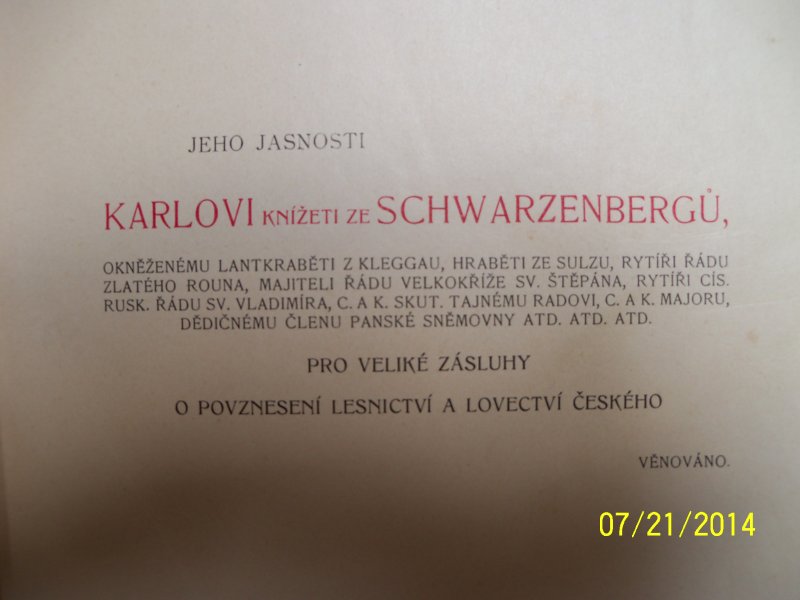 JEHO JASNOSTI
KARLOVI KNÍŽETI ZE SCHWARZENBERGŮ,
OKNĚŽENÉMU LANTKRABĚTI Z KLEGGAU, HRABĚTI ZE SULZU, RYTÍŘI ŘÁDU
ZLATÉHO ROUNA, MAJITELI ŘÁDU VELKOKŘÍŽE SV. ŠTĚPÁNA, RYTÍŘI CÍS.
RUSK. ŘÁDU SV. VLADIMÍRA, C. A K. SKUT. TAJNÉMU RADOVI, C. A K. MAJORU,
DĚDIČNÉMU ČLENU PANSKÉ SNĚMOVNY ATD. ATD. ATD.
PRO VELIKÉ ZÁSLUHY
O POVZNESENÍ LESNICTVÍ A LOVECTVÍ ČESKÉHO
VĚNOVÁNO.
07/21/2014